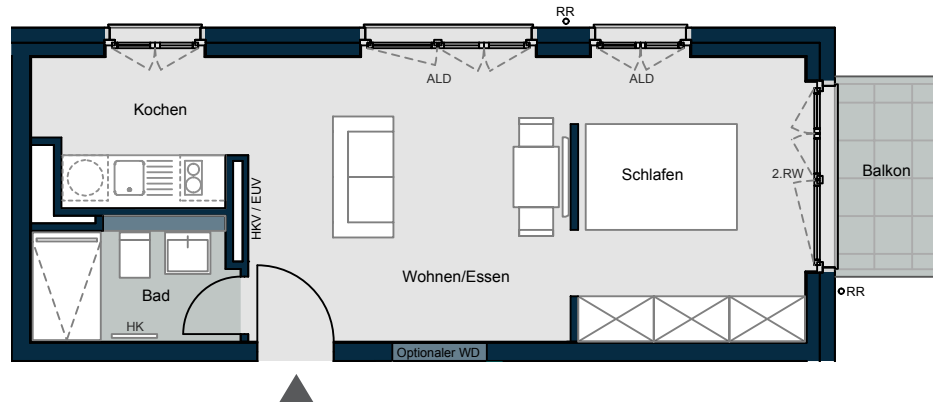 RR
ALD
ALD
Kochen
Schlafen
2.RW
Balkon
HKV / EUV
Wohnen/Essen
Bad
RR
HK
Optionaler WD